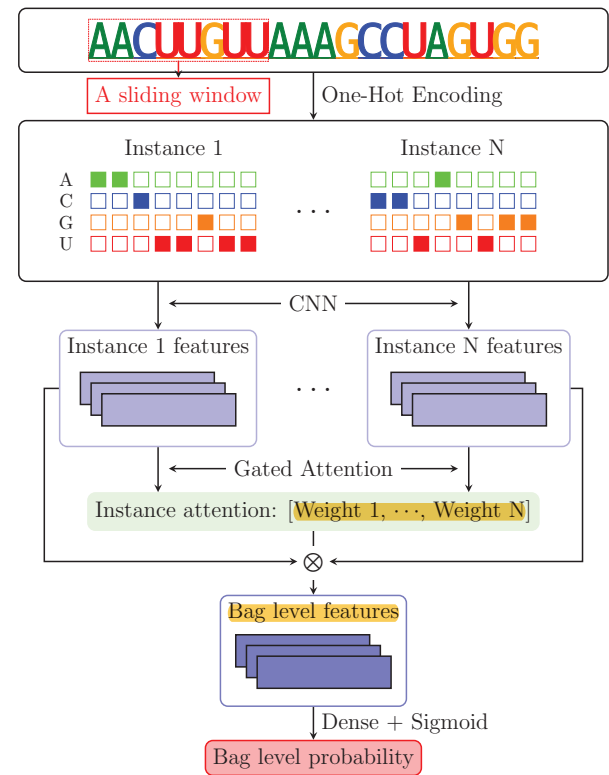 AACUUGUUAAAGCCUAGUGG
A sliding window
One-Hot Encoding
Instance 1 ... Instance N
A
C
G
U
CNN
Instance 1 features ... Instance N features
Gated Attention
Instance attention: [Weight 1, ⋯, Weight N]
⊗
Bag level features
Dense + Sigmoid
Bag level probability